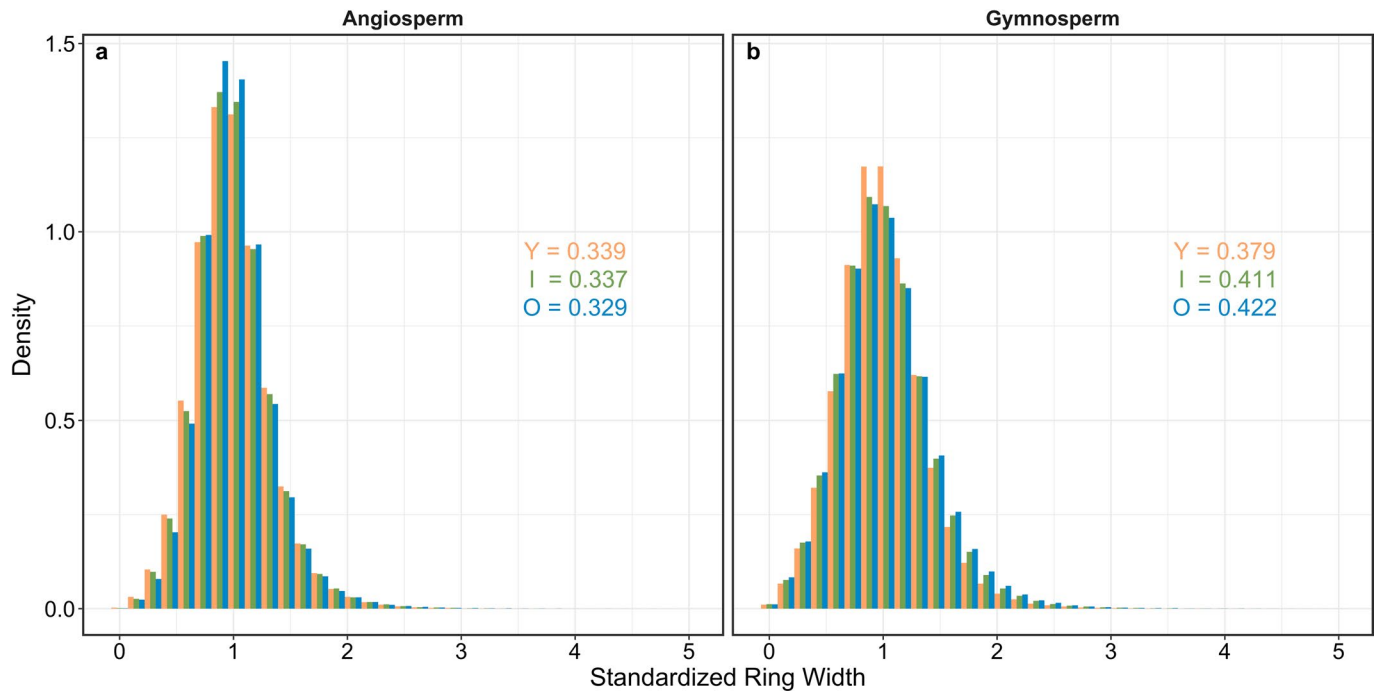 Angiosperm
Gymnosperm
a
b
1.5
1.0
0.5
0.0
Density
Y = 0.339
I = 0.337
O = 0.329
Y = 0.379
I = 0.411
O = 0.422
0 1 2 3 4 5
0 1 2 3 4 5
Standardized Ring Width